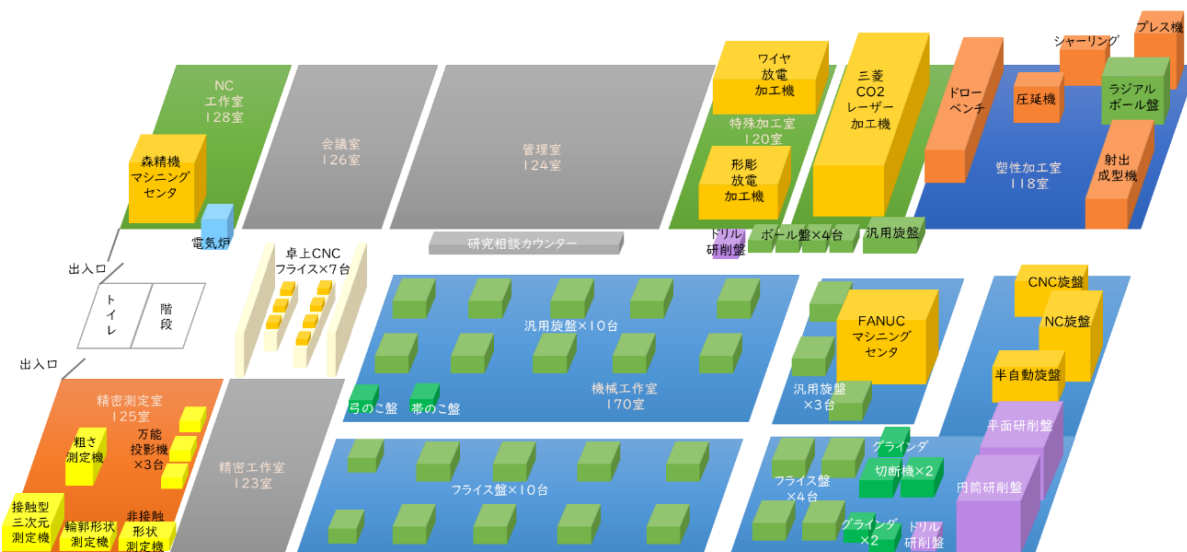 NC
工作室
128室
森精機
マシニング
センタ
電気炉
会議室
126室
管理室
124室
研究相談カウンター
ワイヤ
放電
加工機
特殊加工室
120室
形彫
放電
加工機
三菱
CO2
レーザー
加工機
ドリル
研削盤
ボール盤×4台
汎用旋盤
ドロー
ベンチ
圧延機
シャーリング
プレス機
ラジアル
ボール盤
塑性加工室
118室
射出
成型機
出入口
トイレ
階段
出入口
卓上CNC
フライス×7台
汎用旋盤×10台
機械工作室
170室
弓のこ盤
帯のこ盤
FANUC
マシニング
センタ
汎用旋盤
×3台
CNC旋盤
NC旋盤
半自動旋盤
平面研削盤
円筒研削盤
精密測定室
125室
粗さ
測定機
万能
投影機
×3台
接触型
三次元
測定機
輪郭形状
測定機
非接触
形状
測定機
精密工作室
123室
フライス盤×10台
フライス盤
×4台
グラインダ
切断機×2
グラインダ
×2
ドリル
研削盤